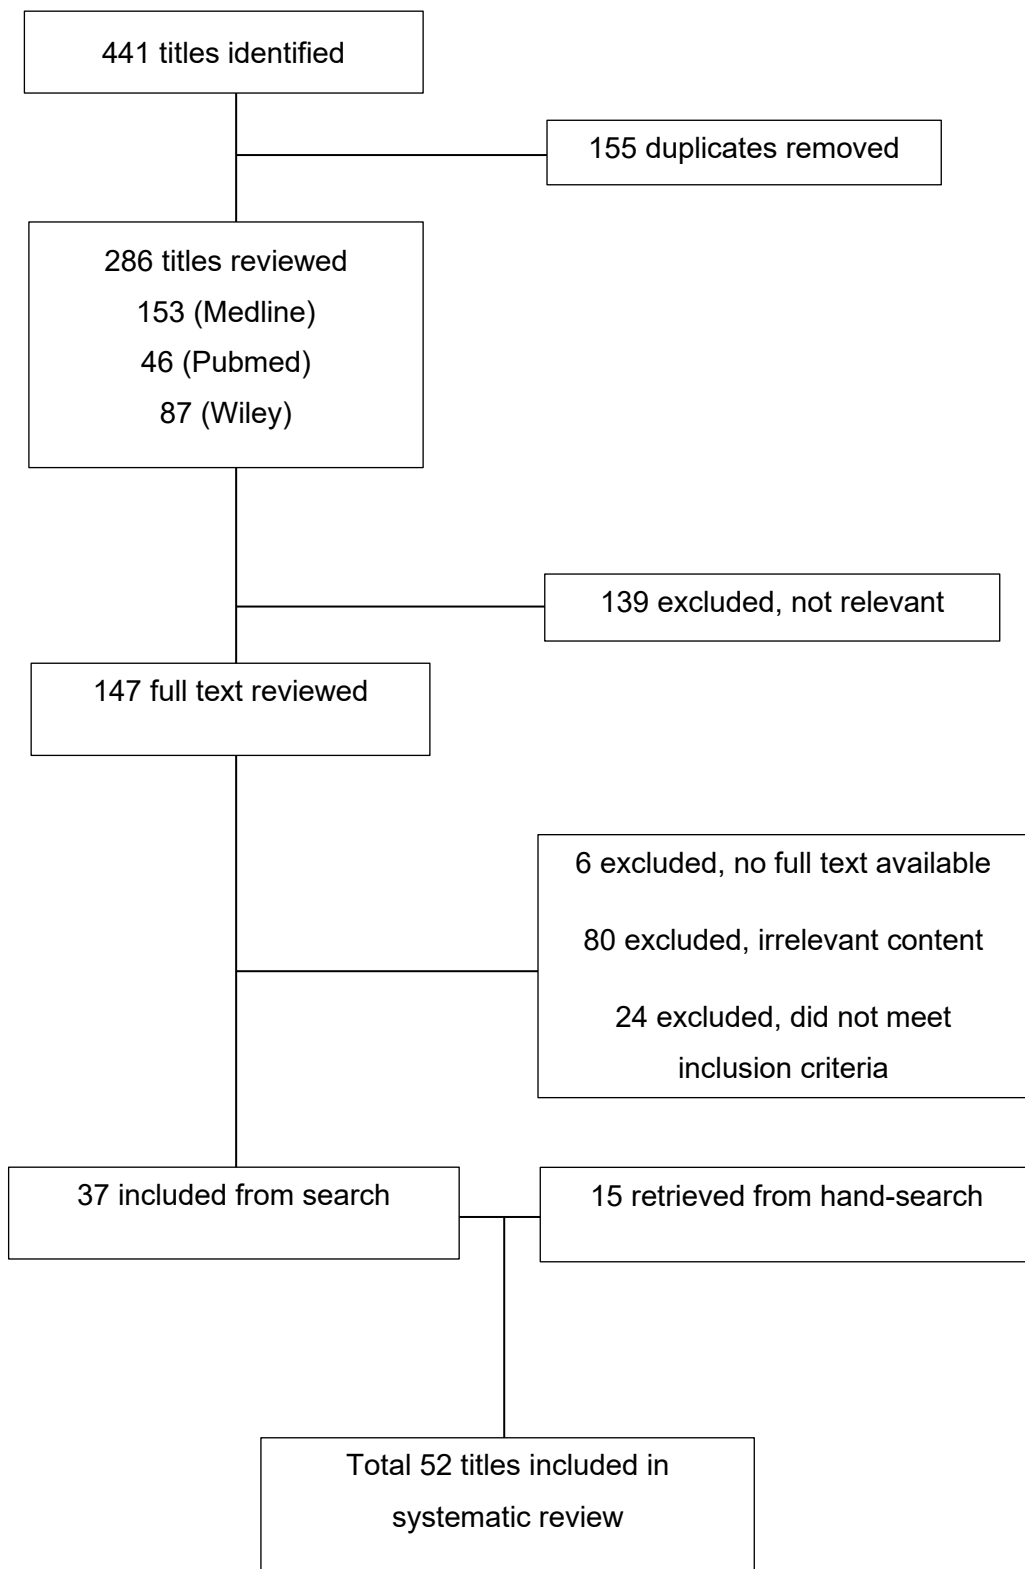 441 titles identified
155 duplicates removed
286 titles reviewed
153 (Medline)
46 (Pubmed)
87 (Wiley)
139 excluded, not relevant
147 full text reviewed
6 excluded, no full text available
80 excluded, irrelevant content
24 excluded, did not meet
inclusion criteria
37 included from search
15 retrieved from hand-search
Total 52 titles included in
systematic review